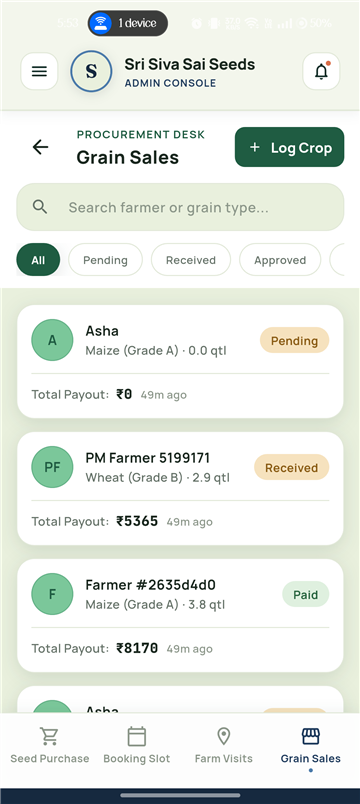 1 device
S
Sri Siva Sai Seeds
ADMIN CONSOLE
PROCUREMENT DESK
Grain Sales
+ Log Crop
Search farmer or grain type...
All
Pending
Received
Approved
A
Asha
Maize (Grade A) · 0.0 qtl
Pending
Total Payout: ₹0 49m ago
PF
PM Farmer 5199171
Wheat (Grade B) · 2.9 qtl
Received
Total Payout: ₹5365 49m ago
F
Farmer #2635d4d0
Maize (Grade A) · 3.8 qtl
Paid
Total Payout: ₹8170 49m ago
Asha
Seed Purchase
Booking Slot
Farm Visits
Grain Sales